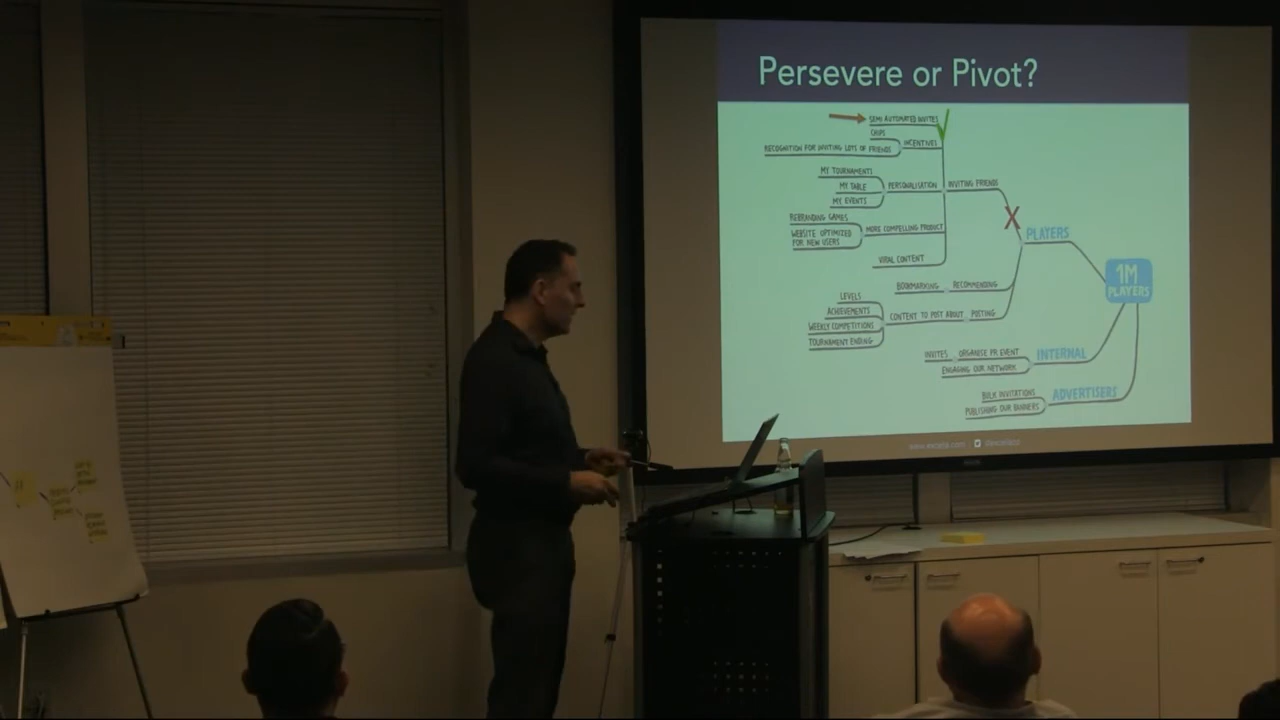 Persevere or Pivot?
SEMI AUTOMATED INVITES
CHIPS
INCENTIVES
RECOGNITION FOR INVITING LOTS OF FRIENDS
MY TOURNAMENTS
MY TABLE
PERSONALISATION
INVITING FRIENDS
MY EVENTS
REBRANDING GAMES
WEBSITE OPTIMIZED
FOR NEW USERS
MORE COMPELLING PRODUCT
VIRAL CONTENT
X
PLAYERS
1M
PLAYERS
BOOKMARKING
RECOMMENDING
LEVELS
ACHIEVEMENTS
WEEKLY COMPETITIONS
TOURNAMENT ENDING
CONTENT TO POST ABOUT
POSTING
INVITES
ORGANISE PR EVENT
ENGAGING OUR NETWORK
INTERNAL
BULK INVITATIONS
PUBLISHING OUR BANNERS
ADVERTISERS